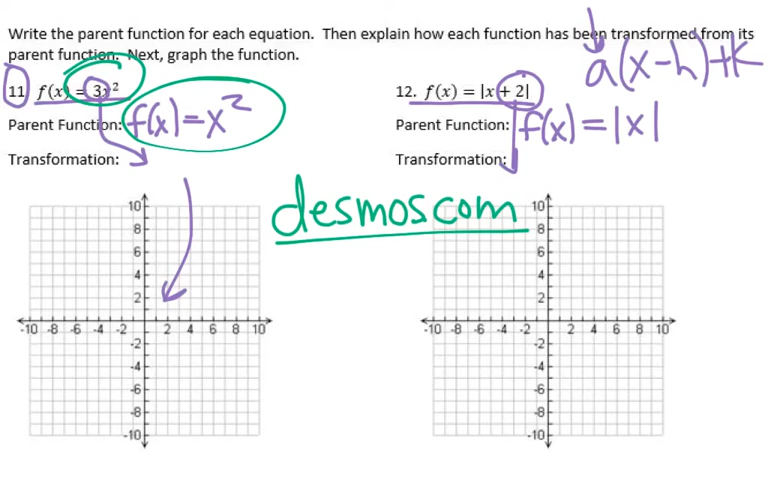 Write the parent function for each equation. Then explain how each function has been transformed from its
parent function. Next, graph the function.
a(x-h)+k
11. f(x) = 3x² 12. f(x) = |x + 2|
Parent Function: f(x)=x² Parent Function: f(x)=|x|
Transformation: Transformation:
desmos.com
10 10
8 8
6 6
4 4
2 2
-10 -8 -6 -4 -2 2 4 6 8 10 -10 -8 -6 -4 -2 2 4 6 8 10
-2 -2
-4 -4
-6 -6
-8 -8
-10 -10